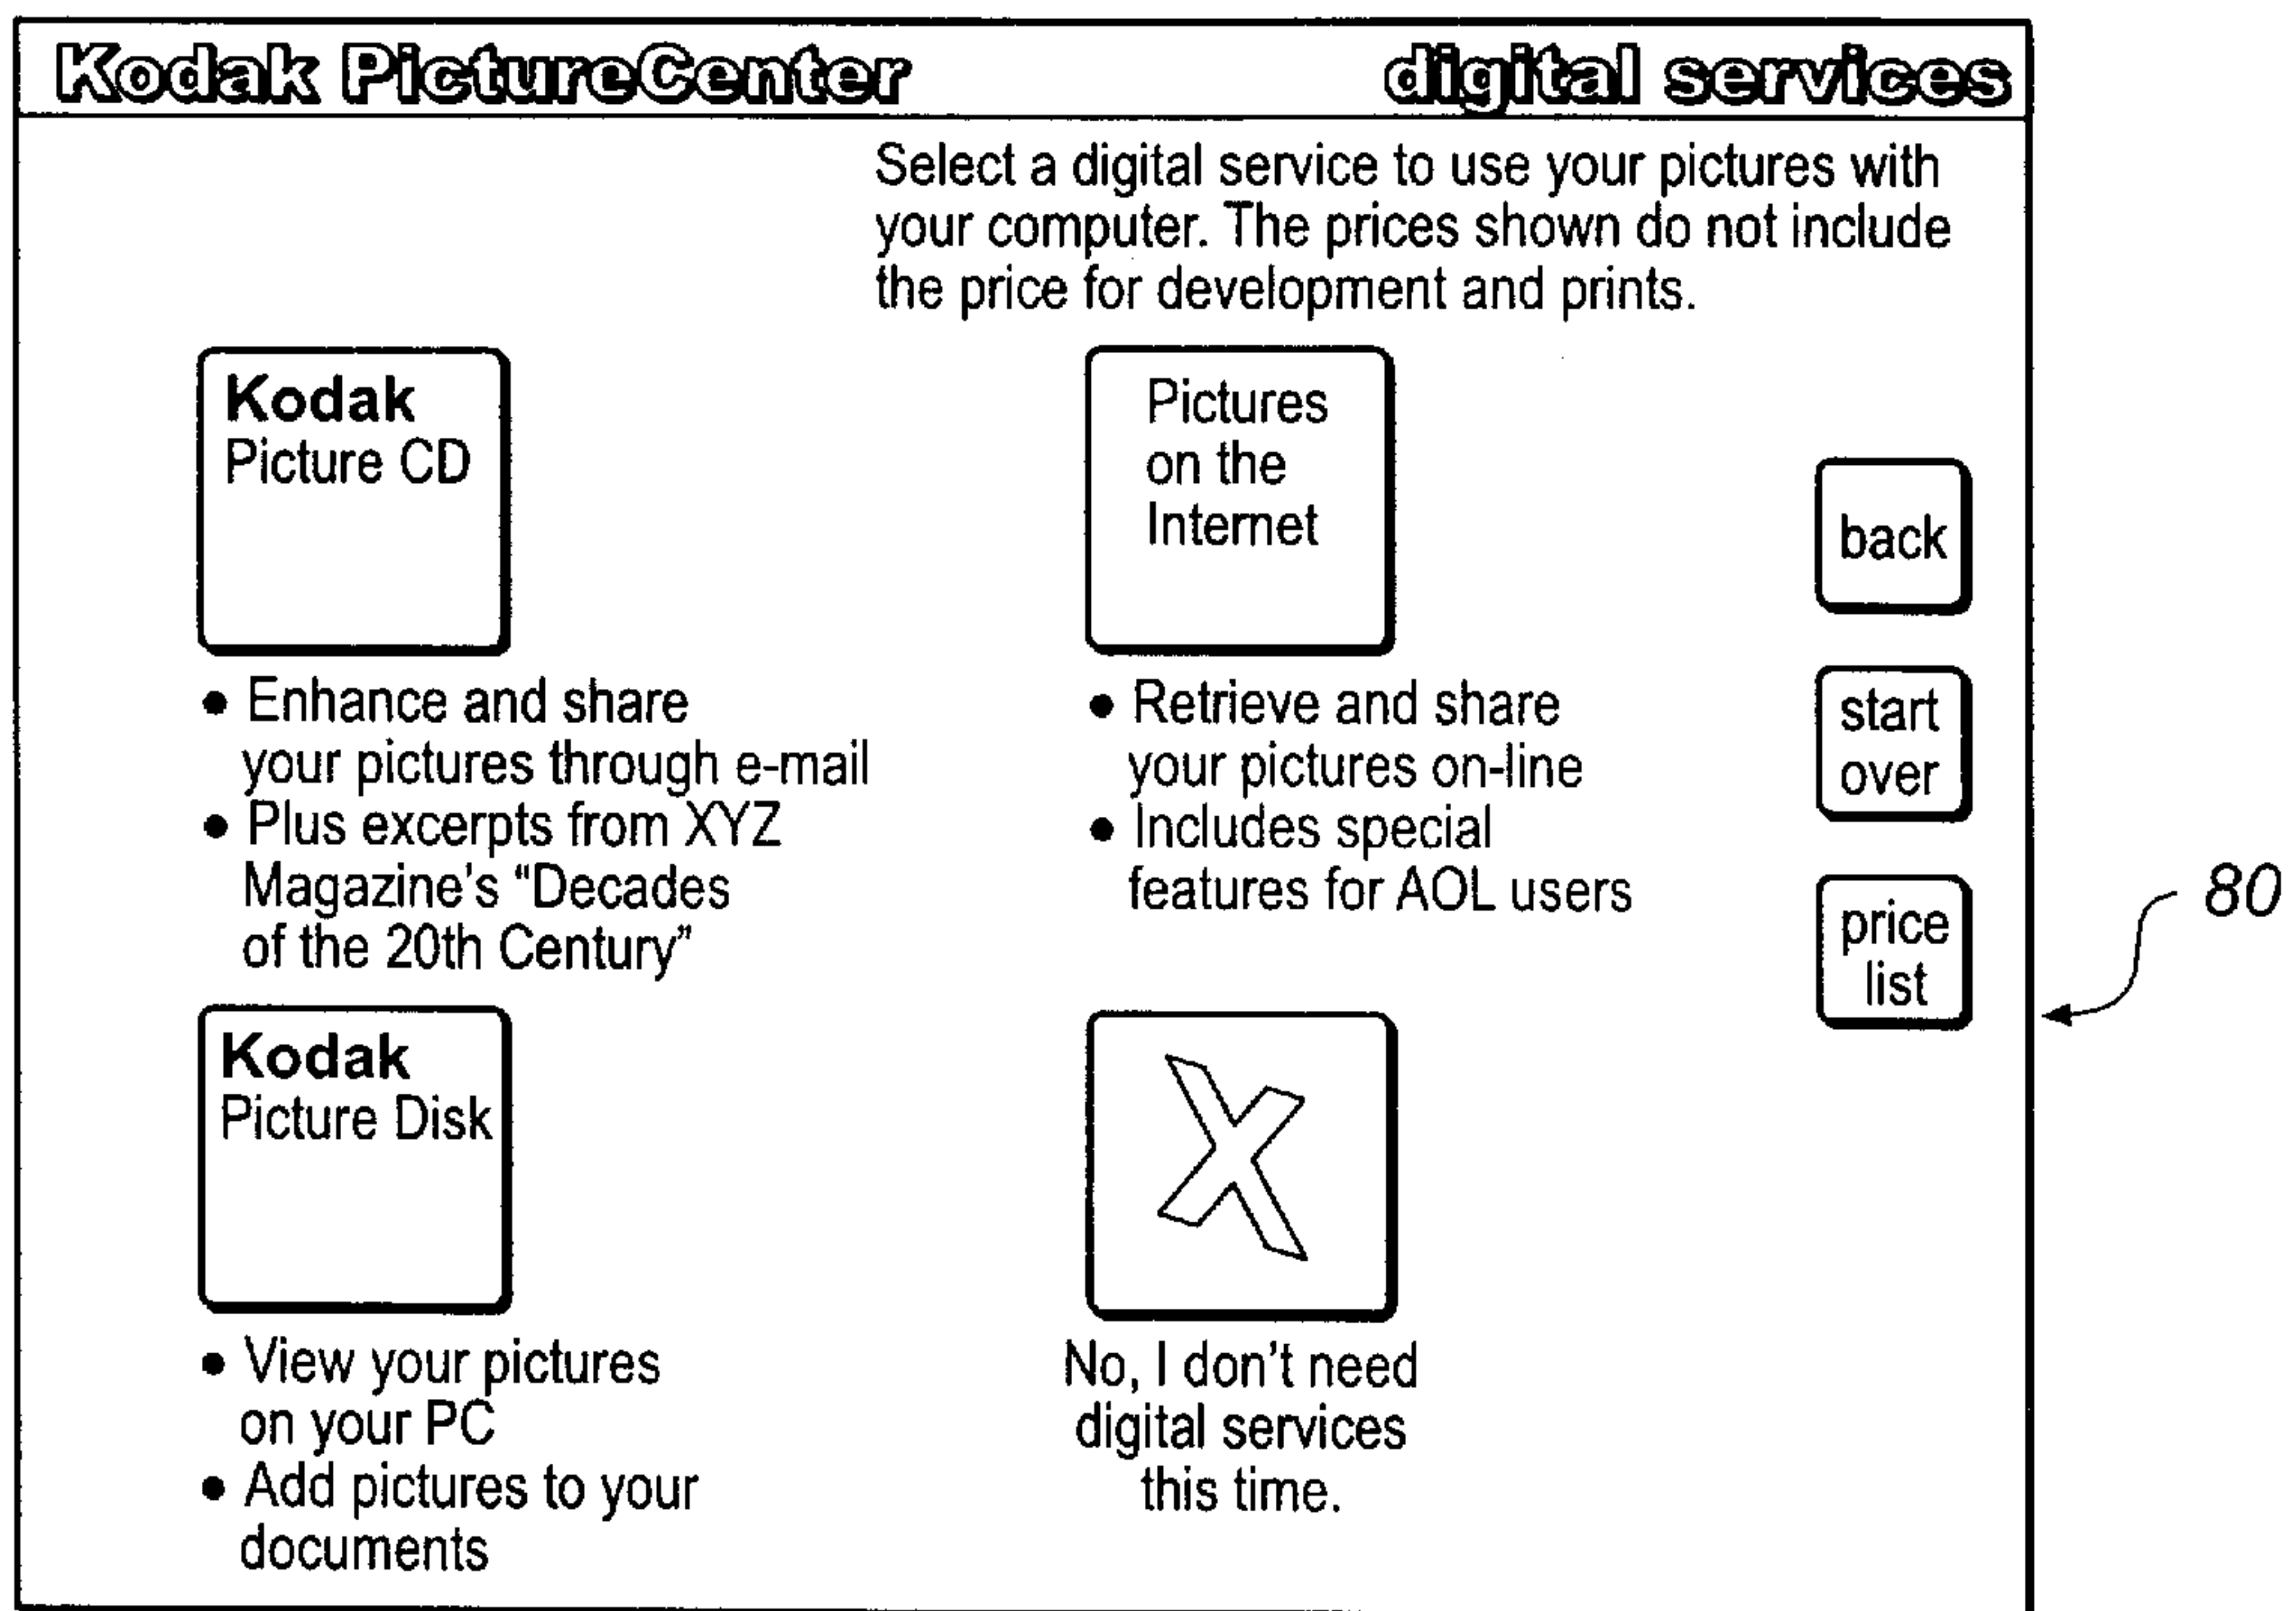 Kodak PictureCenter digital services
Select a digital service to use your pictures with
your computer. The prices shown do not include
the price for development and prints.
Kodak
Picture CD
• Enhance and share
your pictures through e-mail
• Plus excerpts from XYZ
Magazine's “Decades
of the 20th Century”
Pictures
on the
Internet
• Retrieve and share
your pictures on-line
• Includes special
features for AOL users
back
start
over
price
list
80
Kodak
Picture Disk
• View your pictures
on your PC
• Add pictures to your
documents
X
No, I don't need
digital services
this time.